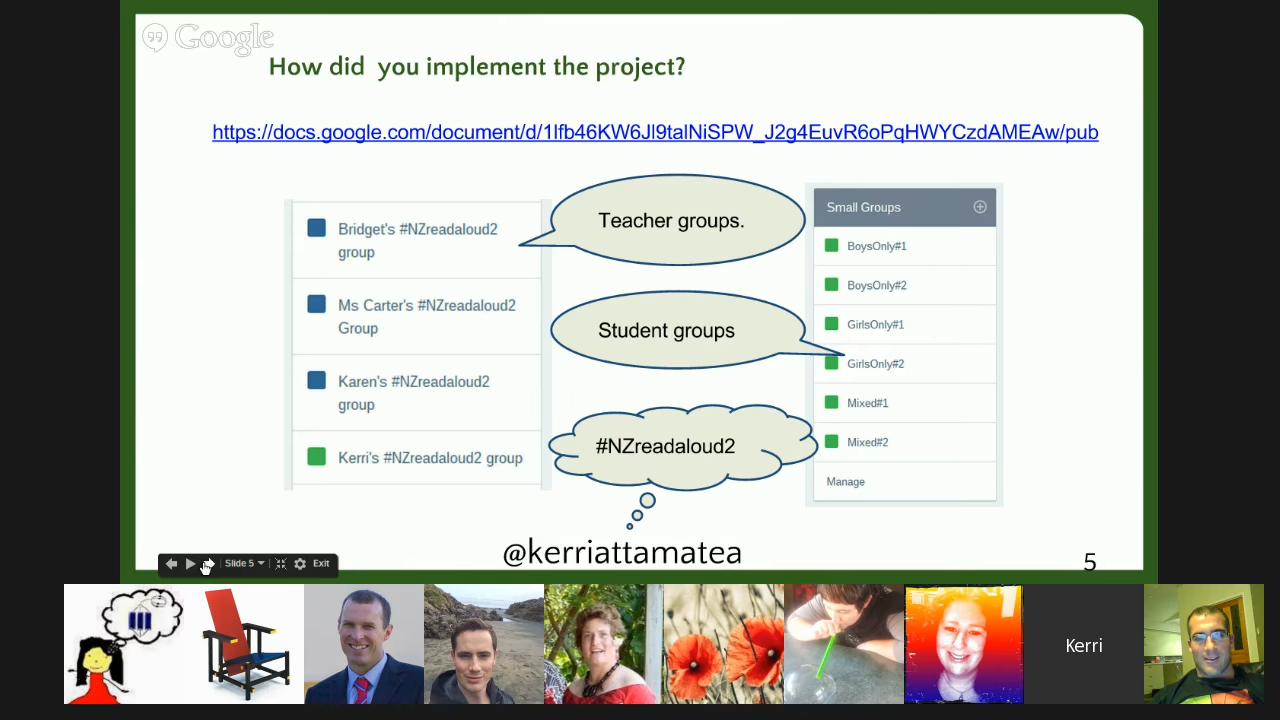 Google
How did you implement the project?
https://docs.google.com/document/d/1lfb46KW6Jl9talNiSPW_J2g4EuvR6oPqHWYCzdAMEAw/pub
Bridget's #NZreadaloud2
group
Ms Carter's #NZreadaloud2
Group
Karen's #NZreadaloud2
group
Kerri's #NZreadaloud2 group
Teacher groups.
Student groups
#NZreadaloud2
Small Groups
BoysOnly#1
BoysOnly#2
GirlsOnly#1
GirlsOnly#2
Mixed#1
Mixed#2
Manage
@kerriattamatea
5
Slide 5 Exit
Kerri